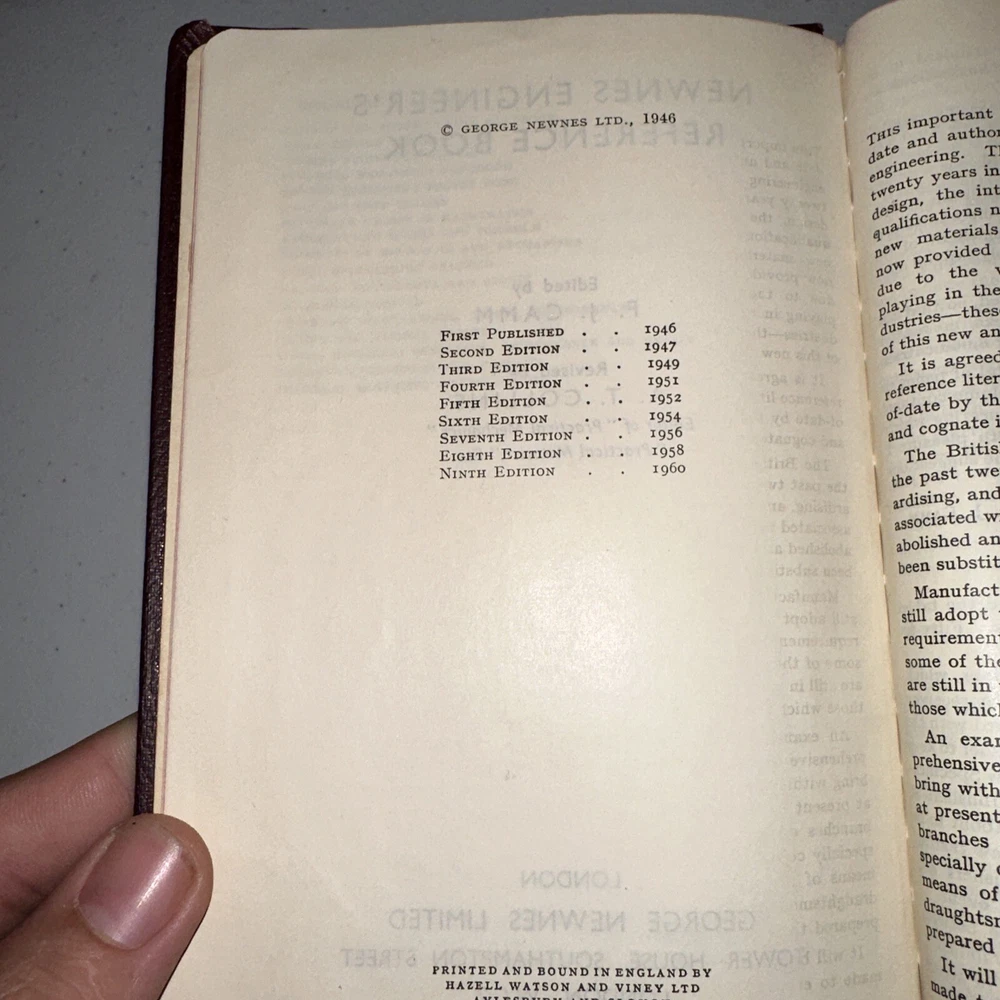 © GEORGE NEWNES LTD., 1946
FIRST PUBLISHED . . 1946
SECOND EDITION . . 1947
THIRD EDITION . . 1949
FOURTH EDITION . . 1951
FIFTH EDITION . . 1952
SIXTH EDITION . . 1954
SEVENTH EDITION . . 1956
EIGHTH EDITION . . 1958
NINTH EDITION . . 1960
PRINTED AND BOUND IN ENGLAND BY
HAZELL WATSON AND VINEY LTD
THIS important
date and author
engineering. T
twenty years in
design, the int
qualifications n
new materials
now provided
due to the
playing in the
dustries—thes
of this new an
It is agreed
reference liter
of-date by th
and cognate i
The British
the past twe
ardising, and
associated w
abolished an
been substit
Manufact
still adopt
requirement
some of the
are still in
those which
An exa
prehensive
bring with
at present
branches
specially
means of
draughts
prepared
It will
made